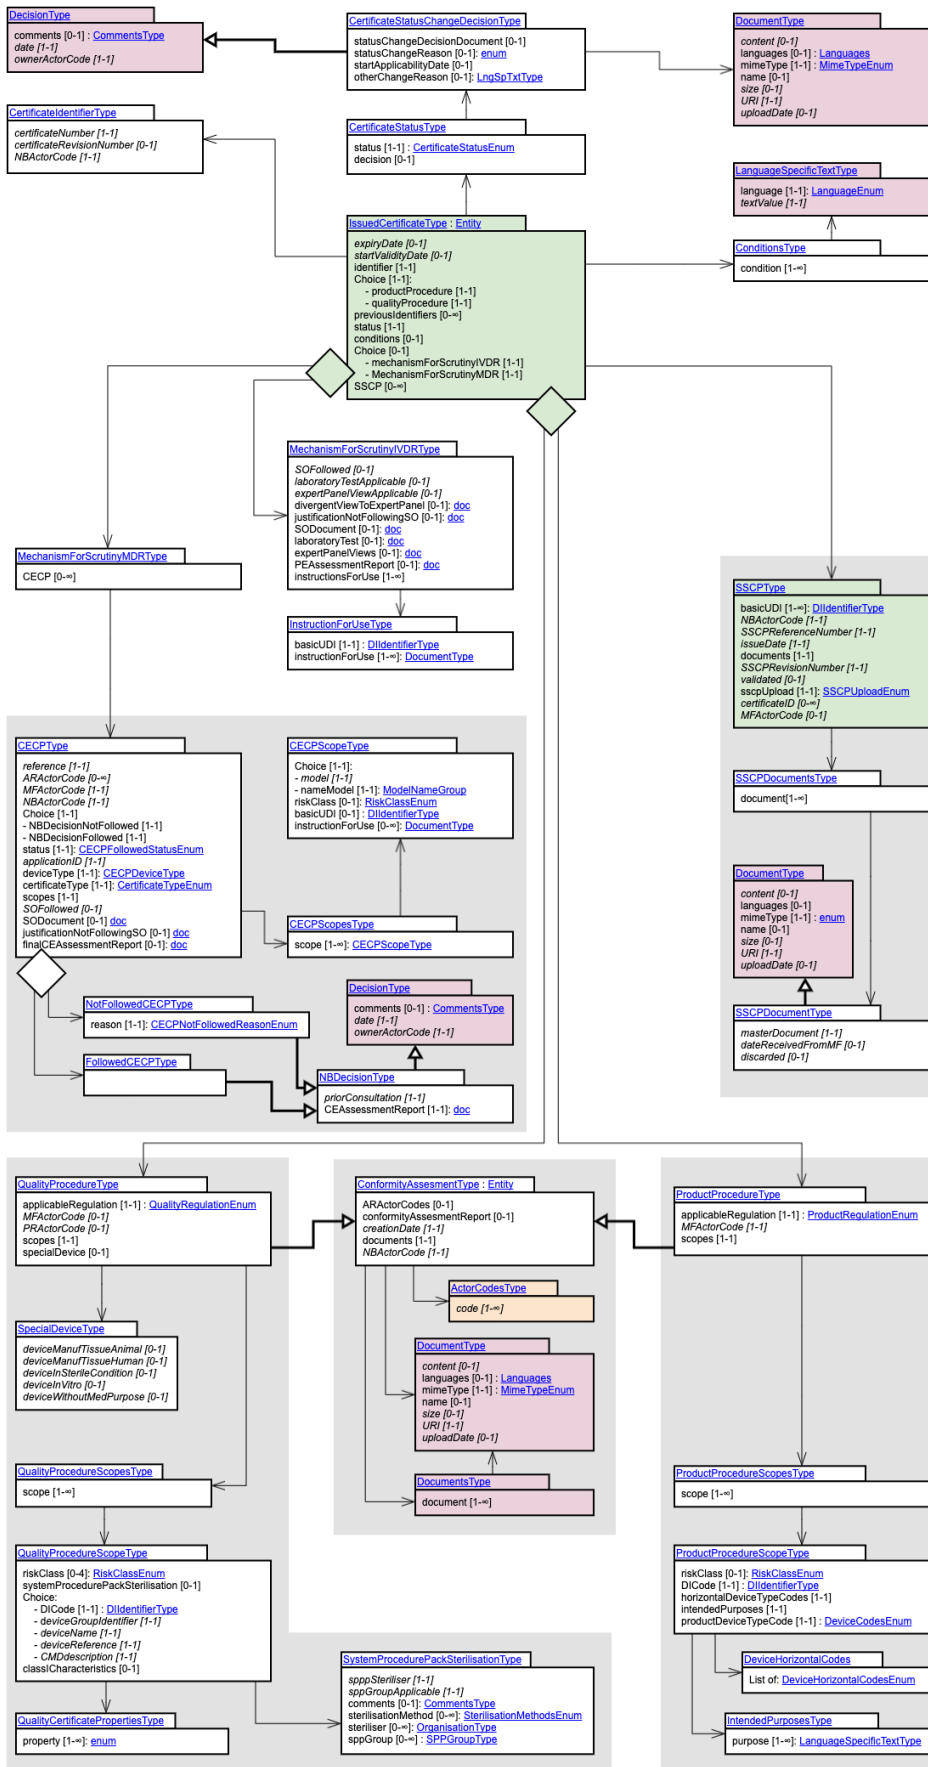 DecisionType
comments [0-1] : CommentsType
date [1-1]
ownerActorCode [1-1]
CertificateStatusChangeDecisionType
statusChangeDecisionDocument [0-1]
statusChangeReason [0-1]: enum
startApplicabilityDate [0-1]
otherChangeReason [0-1]: LngSpTxtType
DocumentType
content [0-1]
languages [0-1] : Languages
mimeType [1-1] : MimeTypeEnum
name [0-1]
size [0-1]
URI [1-1]
uploadDate [0-1]
CertificateIdentifierType
certificateNumber [1-1]
certificateRevisionNumber [0-1]
NBActorCode [1-1]
CertificateStatusType
status [1-1] : CertificateStatusEnum
decision [0-1]
LanguageSpecificTextType
language [1-1]: LanguageEnum
textValue [1-1]
IssuedCertificateType : Entity
expiryDate [0-1]
startValidityDate [0-1]
identifier [1-1]
Choice [1-1]:
- productProcedure [1-1]
- qualityProcedure [1-1]
previousIdentifiers [0-∞]
status [1-1]
conditions [0-1]
Choice [0-1]
- mechanismForScrutinyIVDR [1-1]
- MechanismForScrutinyMDR [1-1]
SSCP [0-∞]
ConditionsType
condition [1-∞]
MechanismForScrutinyIVDRType
SOFollowed [0-1]
laboratoryTestApplicable [0-1]
expertPanelViewApplicable [0-1]
divergentViewToExpertPanel [0-1]: doc
justificationNotFollowingSO [0-1]: doc
SODocument [0-1]: doc
laboratoryTest [0-1]: doc
expertPanelViews [0-1]: doc
PEAssessmentReport [0-1]: doc
instructionsForUse [1-∞]
MechanismForScrutinyMDRType
CECP [0-∞]
InstructionForUseType
basicUDI [1-1] : DIIdentifierType
instructionForUse [1-∞]: DocumentType
SSCPType
basicUDI [1-∞]: DIIdentifierType
NBActorCode [1-1]
SSCPReferenceNumber [1-1]
issueDate [1-1]
documents [1-1]
SSCPRevisionNumber [1-1]
validated [0-1]
sscpUpload [1-1]: SSCPUploadEnum
certificateID [0-∞]
MFActorCode [0-1]
CECPType
reference [1-1]
ARActorCode [0-∞]
MFActorCode [1-1]
NBActorCode [1-1]
Choice [1-1]
- NBDecisionNotFollowed [1-1]
- NBDecisionFollowed [1-1]
status [1-1]: CECPFollowedStatusEnum
applicationID [1-1]
deviceType [1-1]: CECPDeviceType
certificateType [1-1]: CertificateTypeEnum
scopes [1-1]
SOFollowed [0-1]
SODocument [0-1] doc
justificationNotFollowingSO [0-1] doc
finalCEAssessmentReport [0-1]: doc
CECPScopeType
Choice [1-1]:
- model [1-1]
- nameModel [1-1]: ModelNameGroup
riskClass [0-1]: RiskClassEnum
basicUDI [0-1] : DIIdentifierType
instructionForUse [0-∞]: DocumentType
SSCPDocumentsType
document[1-∞]
CECPScopesType
scope [1-∞]: CECPScopeType
DocumentType
content [0-1]
languages [0-1]
mimeType [1-1] : enum
name [0-1]
size [0-1]
URI [1-1]
uploadDate [0-1]
NotFollowedCECPType
reason [1-1]: CECPNotFollowedReasonEnum
DecisionType
comments [0-1] : CommentsType
date [1-1]
ownerActorCode [1-1]
SSCPDocumentType
masterDocument [1-1]
dateReceivedFromMF [0-1]
discarded [0-1]
FollowedCECPType
NBDecisionType
priorConsultation [1-1]
CEAssessmentReport [1-1]: doc
QualityProcedureType
applicableRegulation [1-1] : QualityRegulationEnum
MFActorCode [0-1]
PRActorCode [0-1]
scopes [1-1]
specialDevice [0-1]
ConformityAssesmentType : Entity
ARActorCodes [0-1]
conformityAssesmentReport [0-1]
creationDate [1-1]
documents [1-1]
NBActorCode [1-1]
ProductProcedureType
applicableRegulation [1-1] : ProductRegulationEnum
MFActorCode [1-1]
scopes [1-1]
ActorCodesType
code [1-∞]
SpecialDeviceType
deviceManufTissueAnimal [0-1]
deviceManufTissueHuman [0-1]
deviceInSterileCondition [0-1]
deviceInVitro [0-1]
deviceWithoutMedPurpose [0-1]
DocumentType
content [0-1]
languages [0-1] : Languages
mimeType [1-1] : MimeTypeEnum
name [0-1]
size [0-1]
URI [1-1]
uploadDate [0-1]
QualityProcedureScopesType
scope [1-∞]
DocumentsType
document [1-∞]
ProductProcedureScopesType
scope [1-∞]
QualityProcedureScopeType
riskClass [0-4]: RiskClassEnum
systemProcedurePackSterilisation [0-1]
Choice:
- DICode [1-1] : DIIdentifierType
- deviceGroupIdentifier [1-1]
- deviceName [1-1]
- deviceReference [1-1]
- CMDdescription [1-1]
classICharacteristics [0-1]
ProductProcedureScopeType
riskClass [0-1]: RiskClassEnum
DICode [1-1] : DIIdentifierType
horizontalDeviceTypeCodes [1-1]
intendedPurposes [1-1]
productDeviceTypeCode [1-1]: DeviceCodesEnum
SystemProcedurePackSterilisationType
spppSteriliser [1-1]
sppGroupApplicable [1-1]
comments [0-1]: CommentsType
sterilisationMethod [0-∞]: SterilisationMethodsEnum
steriliser [0-∞]: OrganisationType
sppGroup [0-∞] : SPPGroupType
DeviceHorizontalCodes
List of: DeviceHorizontalCodesEnum
QualityCertificatePropertiesType
property [1-∞]: enum
IntendedPurposesType
purpose [1-∞]: LanguageSpecificTextType